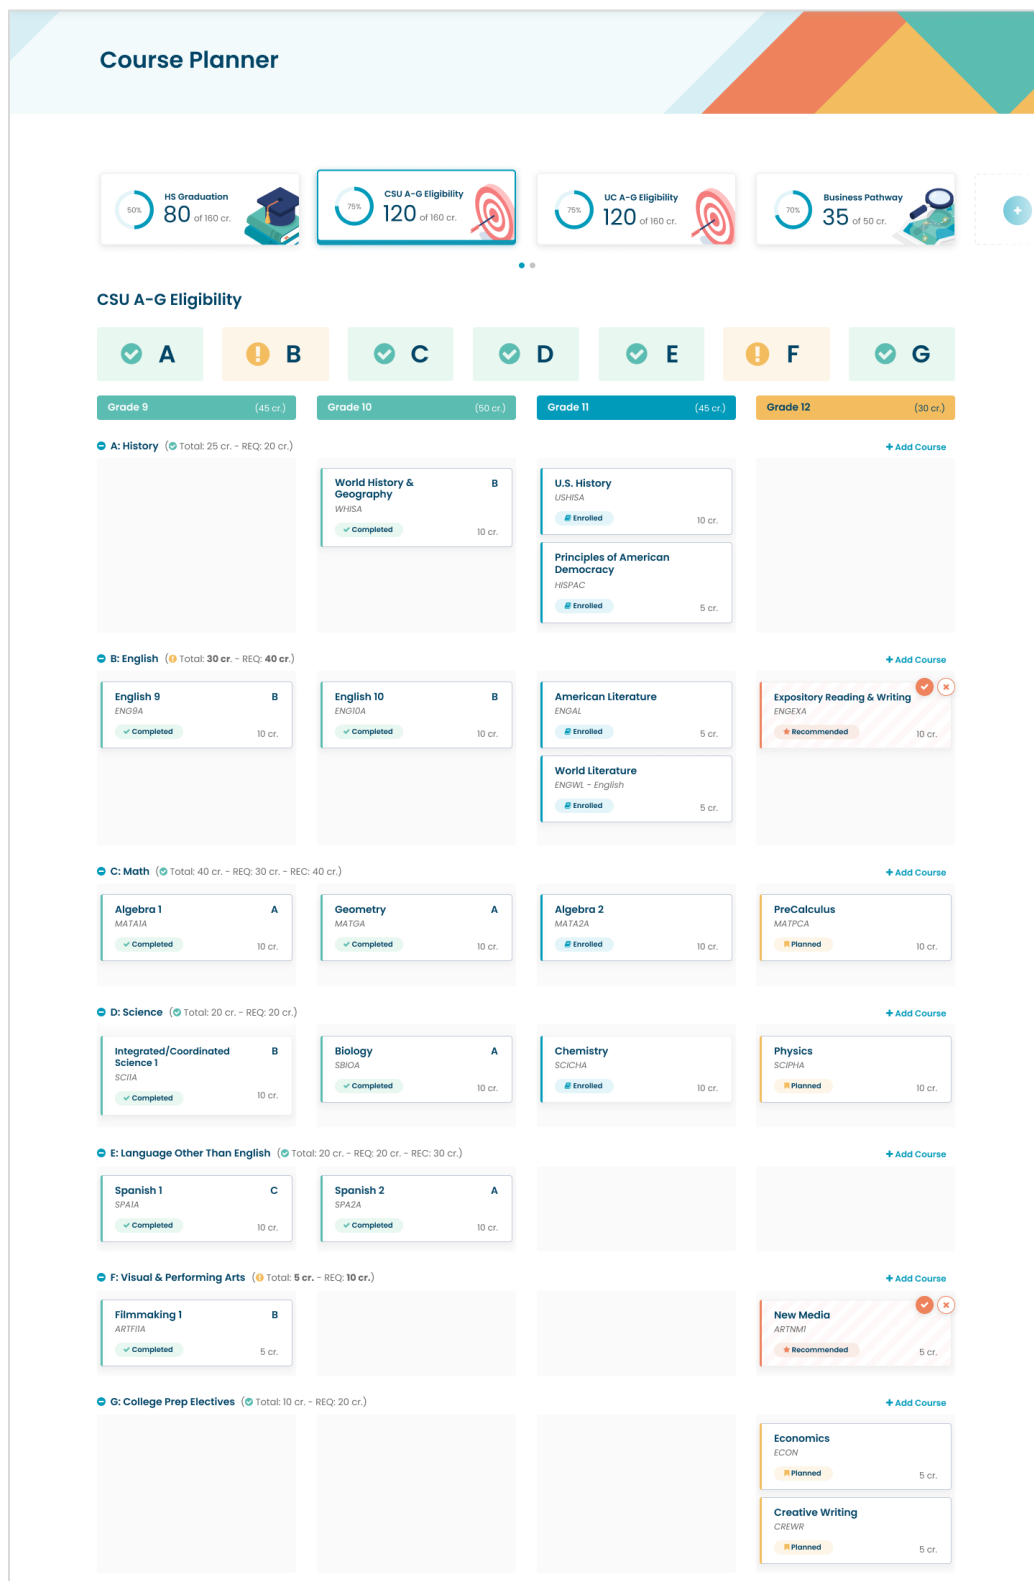 Course Planner
50%
HS Graduation
80 of 160 cr.
75%
CSU A-G Eligibility
120 of 160 cr.
75%
UC A-G Eligibility
120 of 160 cr.
70%
Business Pathway
35 of 50 cr.
CSU A-G Eligibility
A
B
C
D
E
F
G
Grade 9 (45 cr.)
Grade 10 (50 cr.)
Grade 11 (45 cr.)
Grade 12 (30 cr.)
A: History (Total: 25 cr. - REQ: 20 cr.)
+ Add Course
World History & B
Geography
WHISA
Completed
10 cr.
U.S. History
USHISA
Enrolled
10 cr.
Principles of American
Democracy
HISPAC
Enrolled
5 cr.
B: English (Total: 30 cr. - REQ: 40 cr.)
+ Add Course
English 9 B
ENG9A
Completed
10 cr.
English 10 B
ENG10A
Completed
10 cr.
American Literature
ENGAL
Enrolled
5 cr.
World Literature
ENGWL - English
Enrolled
5 cr.
Expository Reading & Writing
ENGEXA
Recommended
10 cr.
C: Math (Total: 40 cr. - REQ: 30 cr. - REC: 40 cr.)
+ Add Course
Algebra 1 A
MATA1A
Completed
10 cr.
Geometry A
MATGA
Completed
10 cr.
Algebra 2
MATA2A
Enrolled
10 cr.
PreCalculus
MATPCA
Planned
10 cr.
D: Science (Total: 20 cr. - REQ: 20 cr.)
+ Add Course
Integrated/Coordinated B
Science 1
SCI1A
Completed
10 cr.
Biology A
SBIOA
Completed
10 cr.
Chemistry
SCICHA
Enrolled
10 cr.
Physics
SCIPHA
Planned
10 cr.
E: Language Other Than English (Total: 20 cr. - REQ: 20 cr. - REC: 30 cr.)
+ Add Course
Spanish 1 C
SPA1A
Completed
10 cr.
Spanish 2 A
SPA2A
Completed
10 cr.
F: Visual & Performing Arts (Total: 5 cr. - REQ: 10 cr.)
+ Add Course
Filmmaking 1 B
ARTFI1A
Completed
5 cr.
New Media
ARTNM1
Recommended
5 cr.
G: College Prep Electives (Total: 10 cr. - REQ: 20 cr.)
+ Add Course
Economics
ECON
Planned
5 cr.
Creative Writing
CREWR
Planned
5 cr.